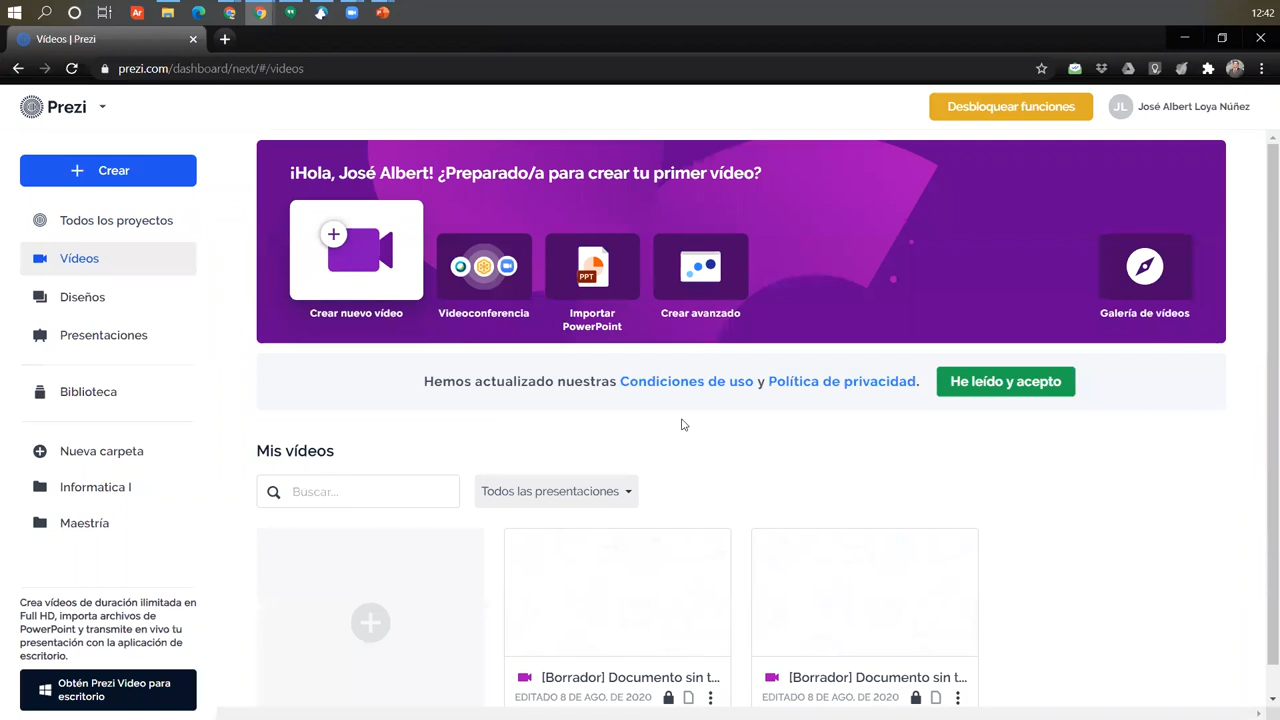 12:42
Ar
Vídeos | Prezi
prezi.com/dashboard/next/#/videos
Prezi
Desbloquear funciones
JL
José Albert Loya Núñez
Crear
Todos los proyectos
Vídeos
Diseños
Presentaciones
Biblioteca
Nueva carpeta
Informatica I
Maestría
Crea vídeos de duración ilimitada en
Full HD, importa archivos de
PowerPoint y transmite en vivo tu
presentación con la aplicación de
escritorio.
Obtén Prezi Video para
escritorio
¡Hola, José Albert! ¿Preparado/a para crear tu primer vídeo?
PPT
Crear nuevo vídeo
Videoconferencia
Importar
PowerPoint
Crear avanzado
Galería de vídeos
Hemos actualizado nuestras Condiciones de uso y Política de privacidad.
He leído y acepto
Mis vídeos
Buscar...
Todos las presentaciones
[Borrador] Documento sin t...
EDITADO 8 DE AGO. DE 2020
[Borrador] Documento sin t...
EDITADO 8 DE AGO. DE 2020